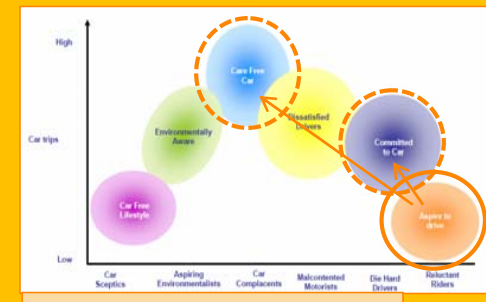 High
Care Free
Car
Dissatisfied
Drivers
Environmentally
Aware
Car trips
Committed
to Car
Car Free
Lifestyle
Aspire to
drive
Low
Car
Sceptics
Aspiring
Environmentalists
Car
Complacents
Malcontented
Motorists
Die Hard
Drivers
Reluctant
Riders